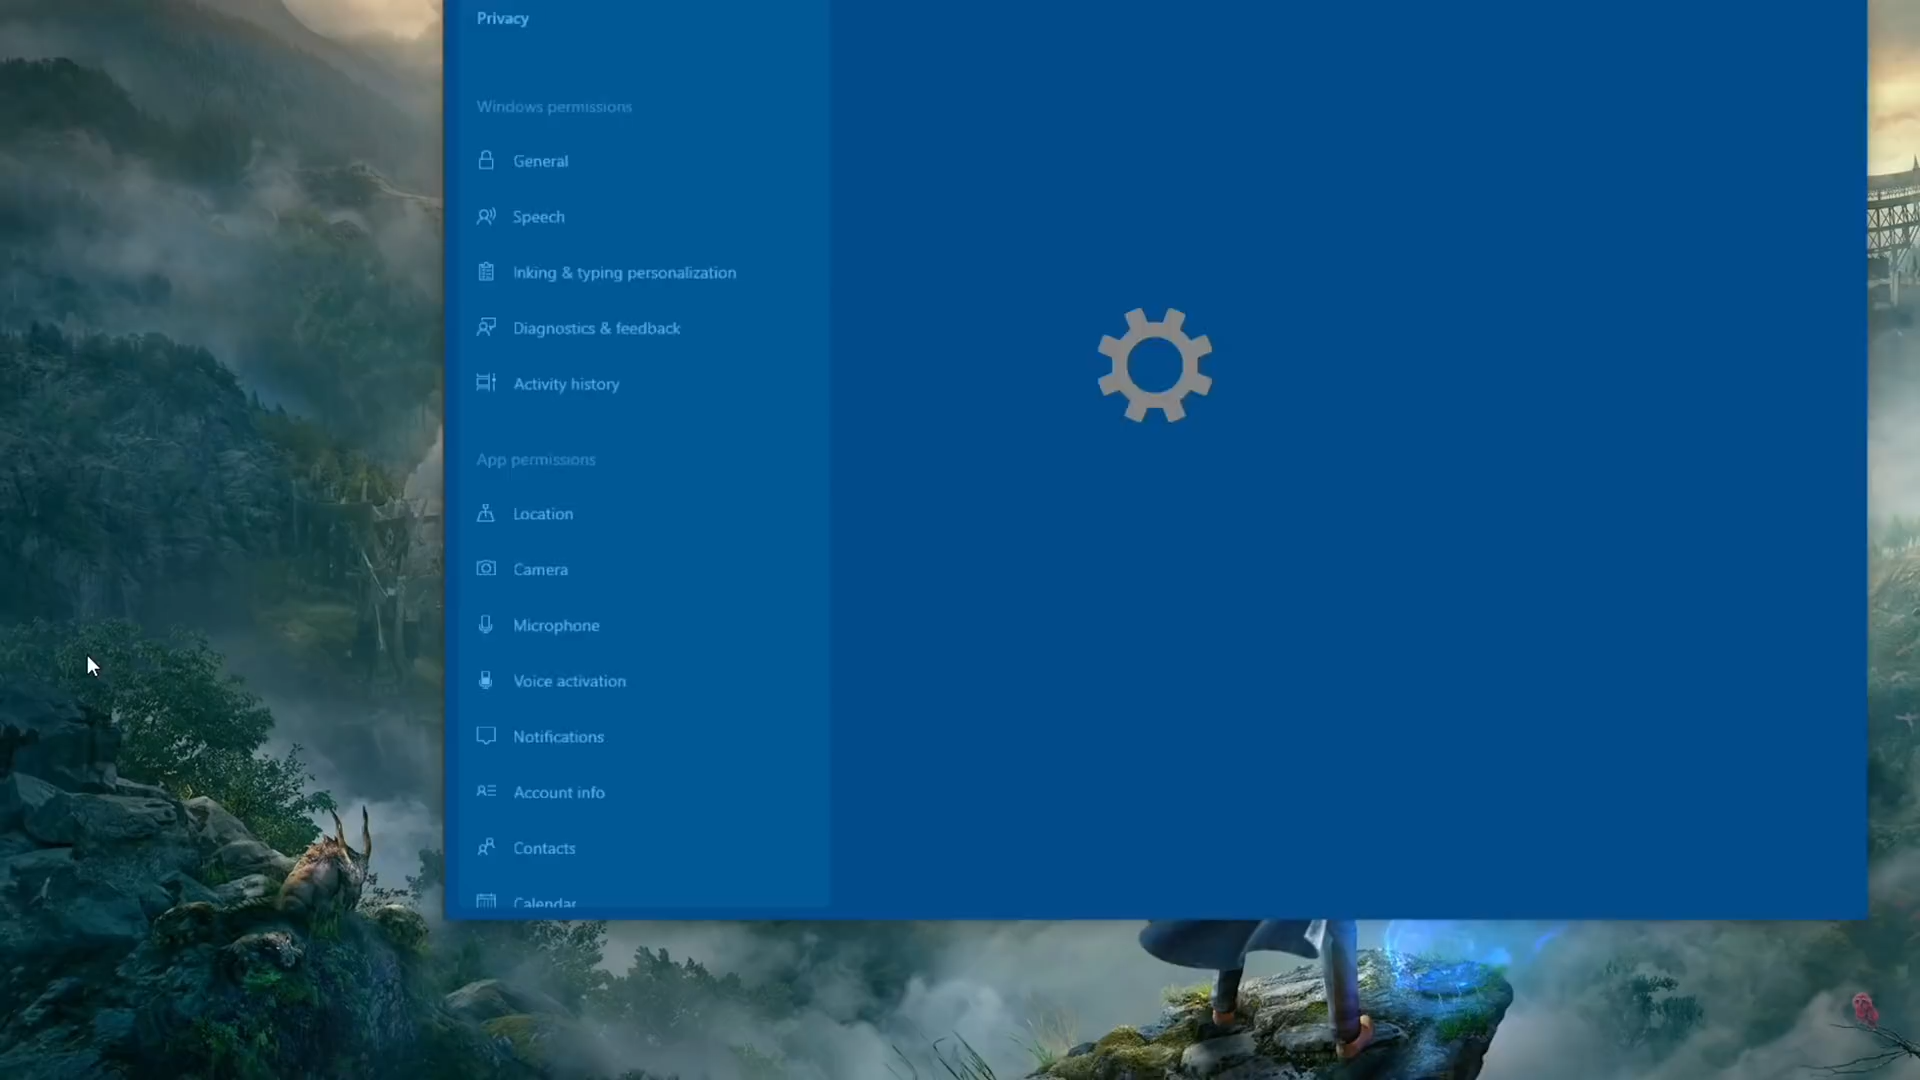 Privacy
Windows permissions
General
Speech
Inking & typing personalization
Diagnostics & feedback
Activity history
App permissions
Location
Camera
Microphone
Voice activation
Notifications
Account info
Contacts
Calendar